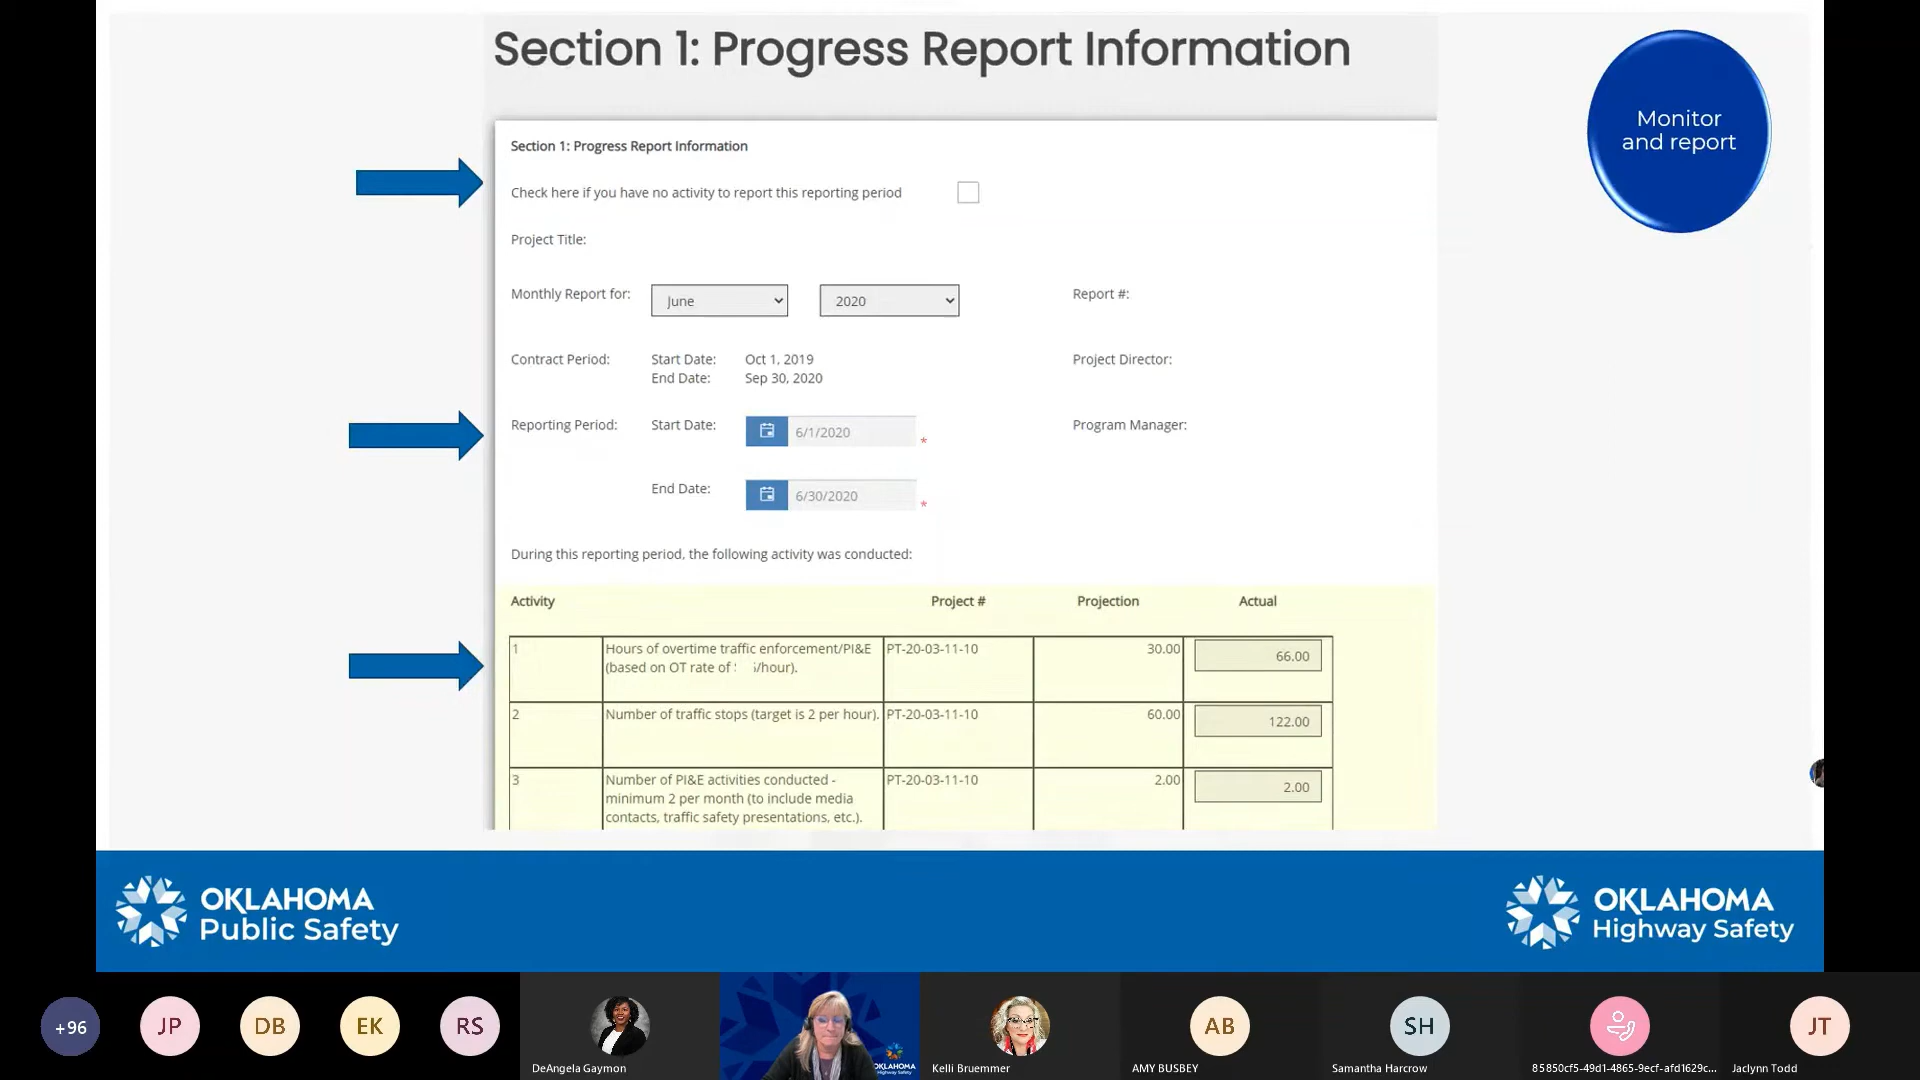 Section 1: Progress Report Information
Monitor
and report
Section 1: Progress Report Information
Check here if you have no activity to report this reporting period
Project Title:
Monthly Report for: June 2020 Report #:
Contract Period: Start Date: Oct 1, 2019 Project Director:
End Date: Sep 30, 2020
Reporting Period: Start Date: 6/1/2020 * Program Manager:
End Date: 6/30/2020 *
During this reporting period, the following activity was conducted:
Activity Project # Projection Actual
1 Hours of overtime traffic enforcement/PI&E PT-20-03-11-10 30.00 66.00
(based on OT rate of /hour).
2 Number of traffic stops (target is 2 per hour). PT-20-03-11-10 60.00 122.00
3 Number of PI&E activities conducted - PT-20-03-11-10 2.00 2.00
minimum 2 per month (to include media
contacts, traffic safety presentations, etc.).
OKLAHOMA
Public Safety
OKLAHOMA
Highway Safety
+96 JP DB EK RS AB SH JT
OKLAHOMA
Highway Safety
DeAngela Gaymon Kelli Bruemmer AMY BUSBEY Samantha Harcrow 85850cf5-49d1-4865-9ecf-afd1629c... Jaclynn Todd